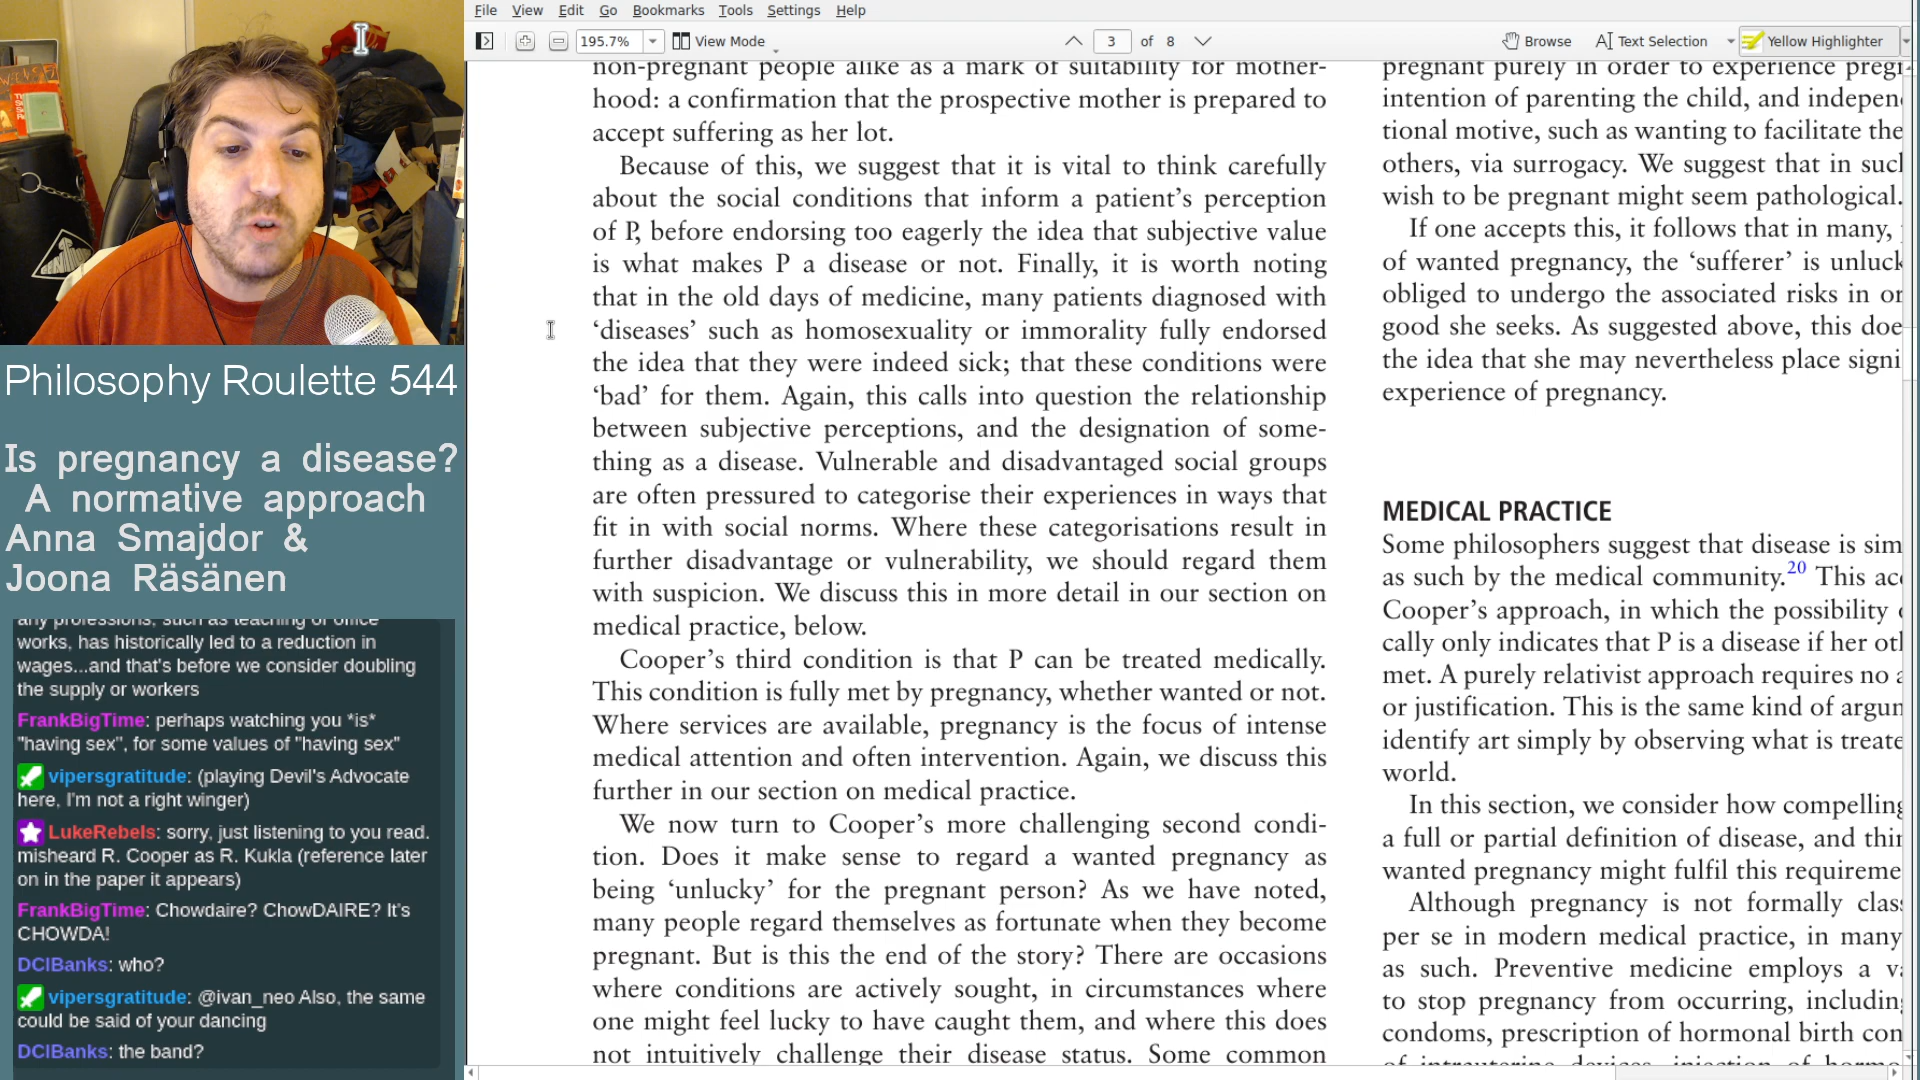 File View Edit Go Bookmarks Tools Settings Help
195.7% View Mode 3 of 8 Browse Text Selection Yellow Highlighter
non-pregnant people alike as a mark of suitability for mother-
hood: a confirmation that the prospective mother is prepared to
accept suffering as her lot.
Because of this, we suggest that it is vital to think carefully
about the social conditions that inform a patient's perception
of P, before endorsing too eagerly the idea that subjective value
is what makes P a disease or not. Finally, it is worth noting
that in the old days of medicine, many patients diagnosed with
'diseases' such as homosexuality or immorality fully endorsed
the idea that they were indeed sick; that these conditions were
'bad' for them. Again, this calls into question the relationship
between subjective perceptions, and the designation of some-
thing as a disease. Vulnerable and disadvantaged social groups
are often pressured to categorise their experiences in ways that
fit in with social norms. Where these categorisations result in
further disadvantage or vulnerability, we should regard them
with suspicion. We discuss this in more detail in our section on
medical practice, below.
Cooper's third condition is that P can be treated medically.
This condition is fully met by pregnancy, whether wanted or not.
Where services are available, pregnancy is the focus of intense
medical attention and often intervention. Again, we discuss this
further in our section on medical practice.
We now turn to Cooper's more challenging second condi-
tion. Does it make sense to regard a wanted pregnancy as
being 'unlucky' for the pregnant person? As we have noted,
many people regard themselves as fortunate when they become
pregnant. But is this the end of the story? There are occasions
where conditions are actively sought, in circumstances where
one might feel lucky to have caught them, and where this does
not intuitively challenge their disease status. Some common
pregnant purely in order to experience
intention of parenting the child, and
tional motive, such as wanting to facilitate the
others, via surrogacy. We suggest that in
wish to be pregnant might seem pathological.
If one accepts this, it follows that in many,
of wanted pregnancy, the 'sufferer' is
obliged to undergo the associated risks in
good she seeks. As suggested above, this
the idea that she may nevertheless place
experience of pregnancy.
MEDICAL PRACTICE
Some philosophers suggest that disease is
as such by the medical community.20 This
Cooper's approach, in which the possibility
cally only indicates that P is a disease if her
met. A purely relativist approach requires no
or justification. This is the same kind of
identify art simply by observing what is
world.
In this section, we consider how compelling
a full or partial definition of disease, and
wanted pregnancy might fulfil this
Although pregnancy is not formally
per se in modern medical practice, in many
as such. Preventive medicine employs a
to stop pregnancy from occurring,
condoms, prescription of hormonal birth
Philosophy Roulette 544
Is pregnancy a disease?
A normative approach
Anna Smajdor &
Joona Räsänen
any professions, such as teaching or office
works, has historically led to a reduction in
wages...and that's before we consider doubling
the supply or workers
FrankBigTime: perhaps watching you *is*
"having sex", for some values of "having sex"
vipersgratitude: (playing Devil's Advocate
here, I'm not a right winger)
LukeRebels: sorry, just listening to you read.
misheard R. Cooper as R. Kukla (reference later
on in the paper it appears)
FrankBigTime: Chowdaire? ChowDAIRE? It's
CHOWDA!
DCIBanks: who?
vipersgratitude: @ivan_neo Also, the same
could be said of your dancing
DCIBanks: the band?